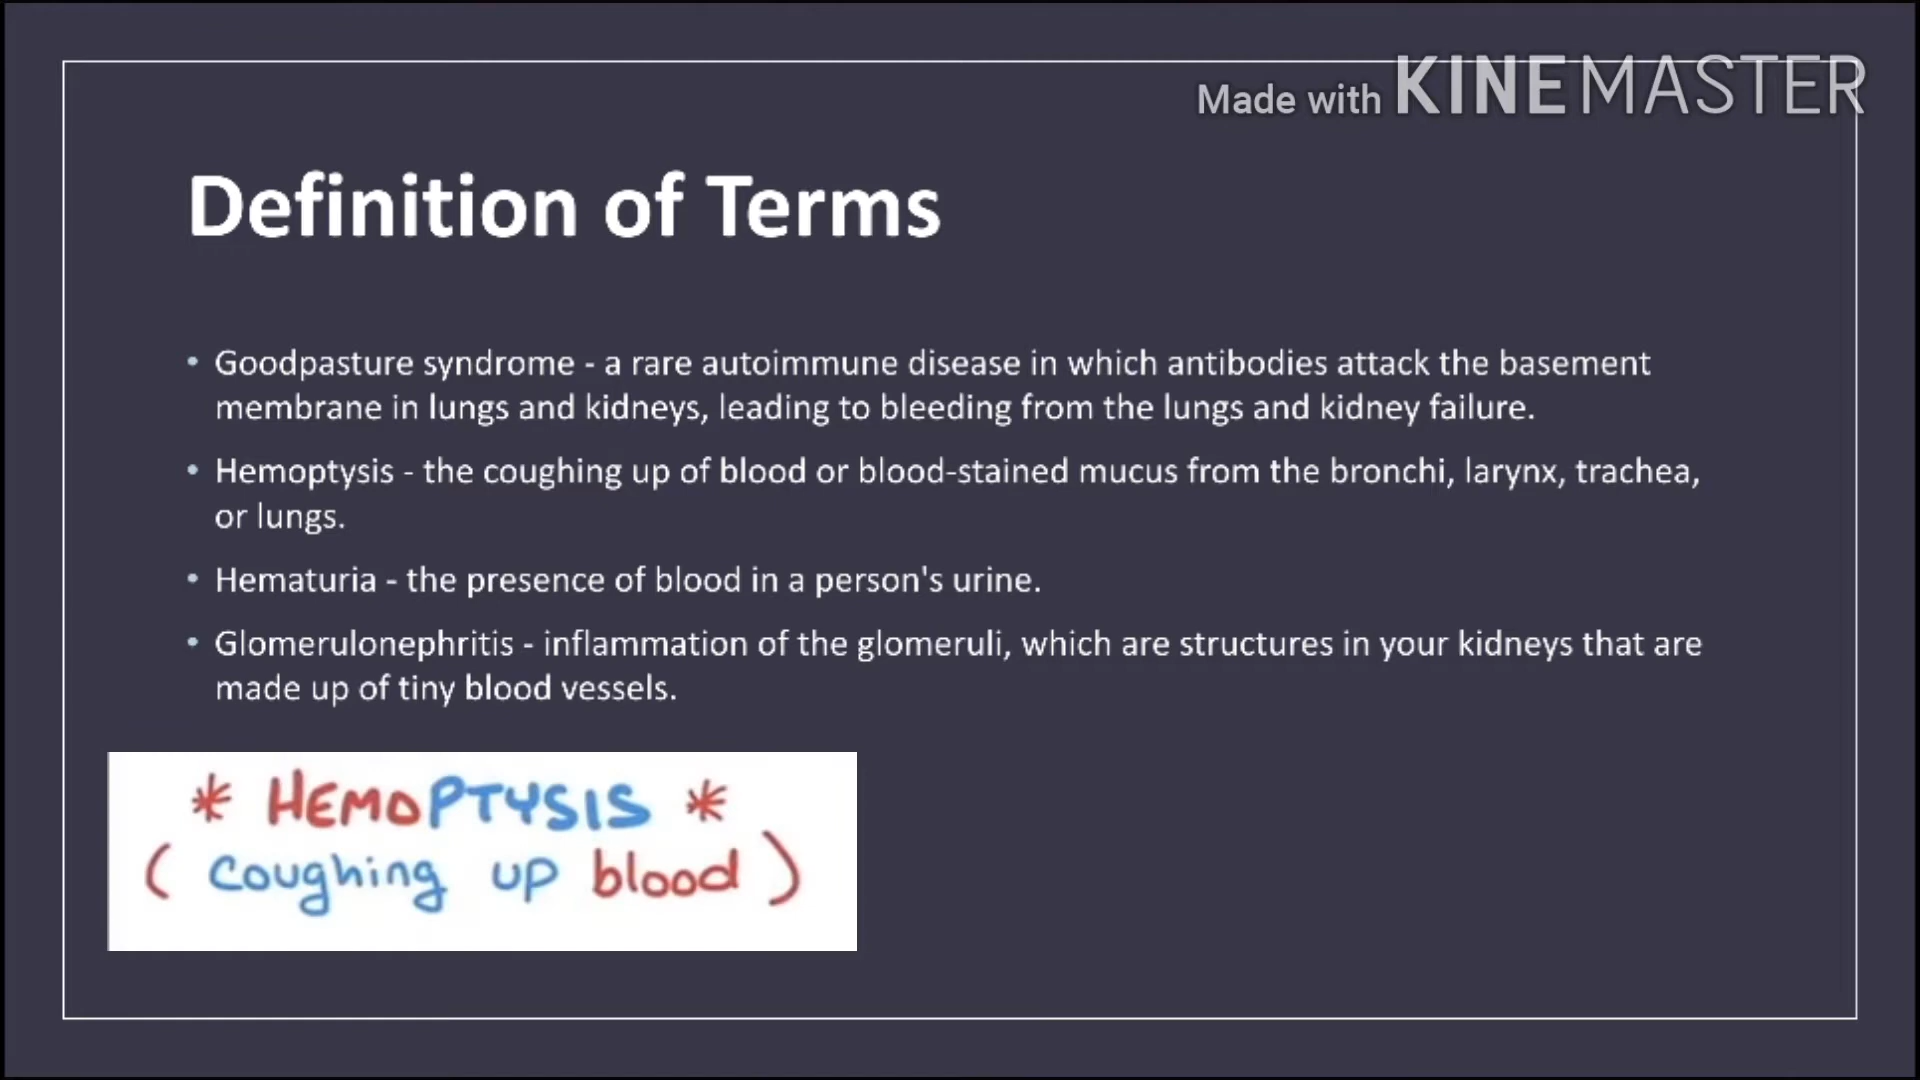 Made with KINEMASTER
Definition of Terms
• Goodpasture syndrome - a rare autoimmune disease in which antibodies attack the basement
membrane in lungs and kidneys, leading to bleeding from the lungs and kidney failure.
• Hemoptysis - the coughing up of blood or blood-stained mucus from the bronchi, larynx, trachea,
or lungs.
• Hematuria - the presence of blood in a person's urine.
• Glomerulonephritis - inflammation of the glomeruli, which are structures in your kidneys that are
made up of tiny blood vessels.
* HEMOPTYSIS *
( coughing up blood )